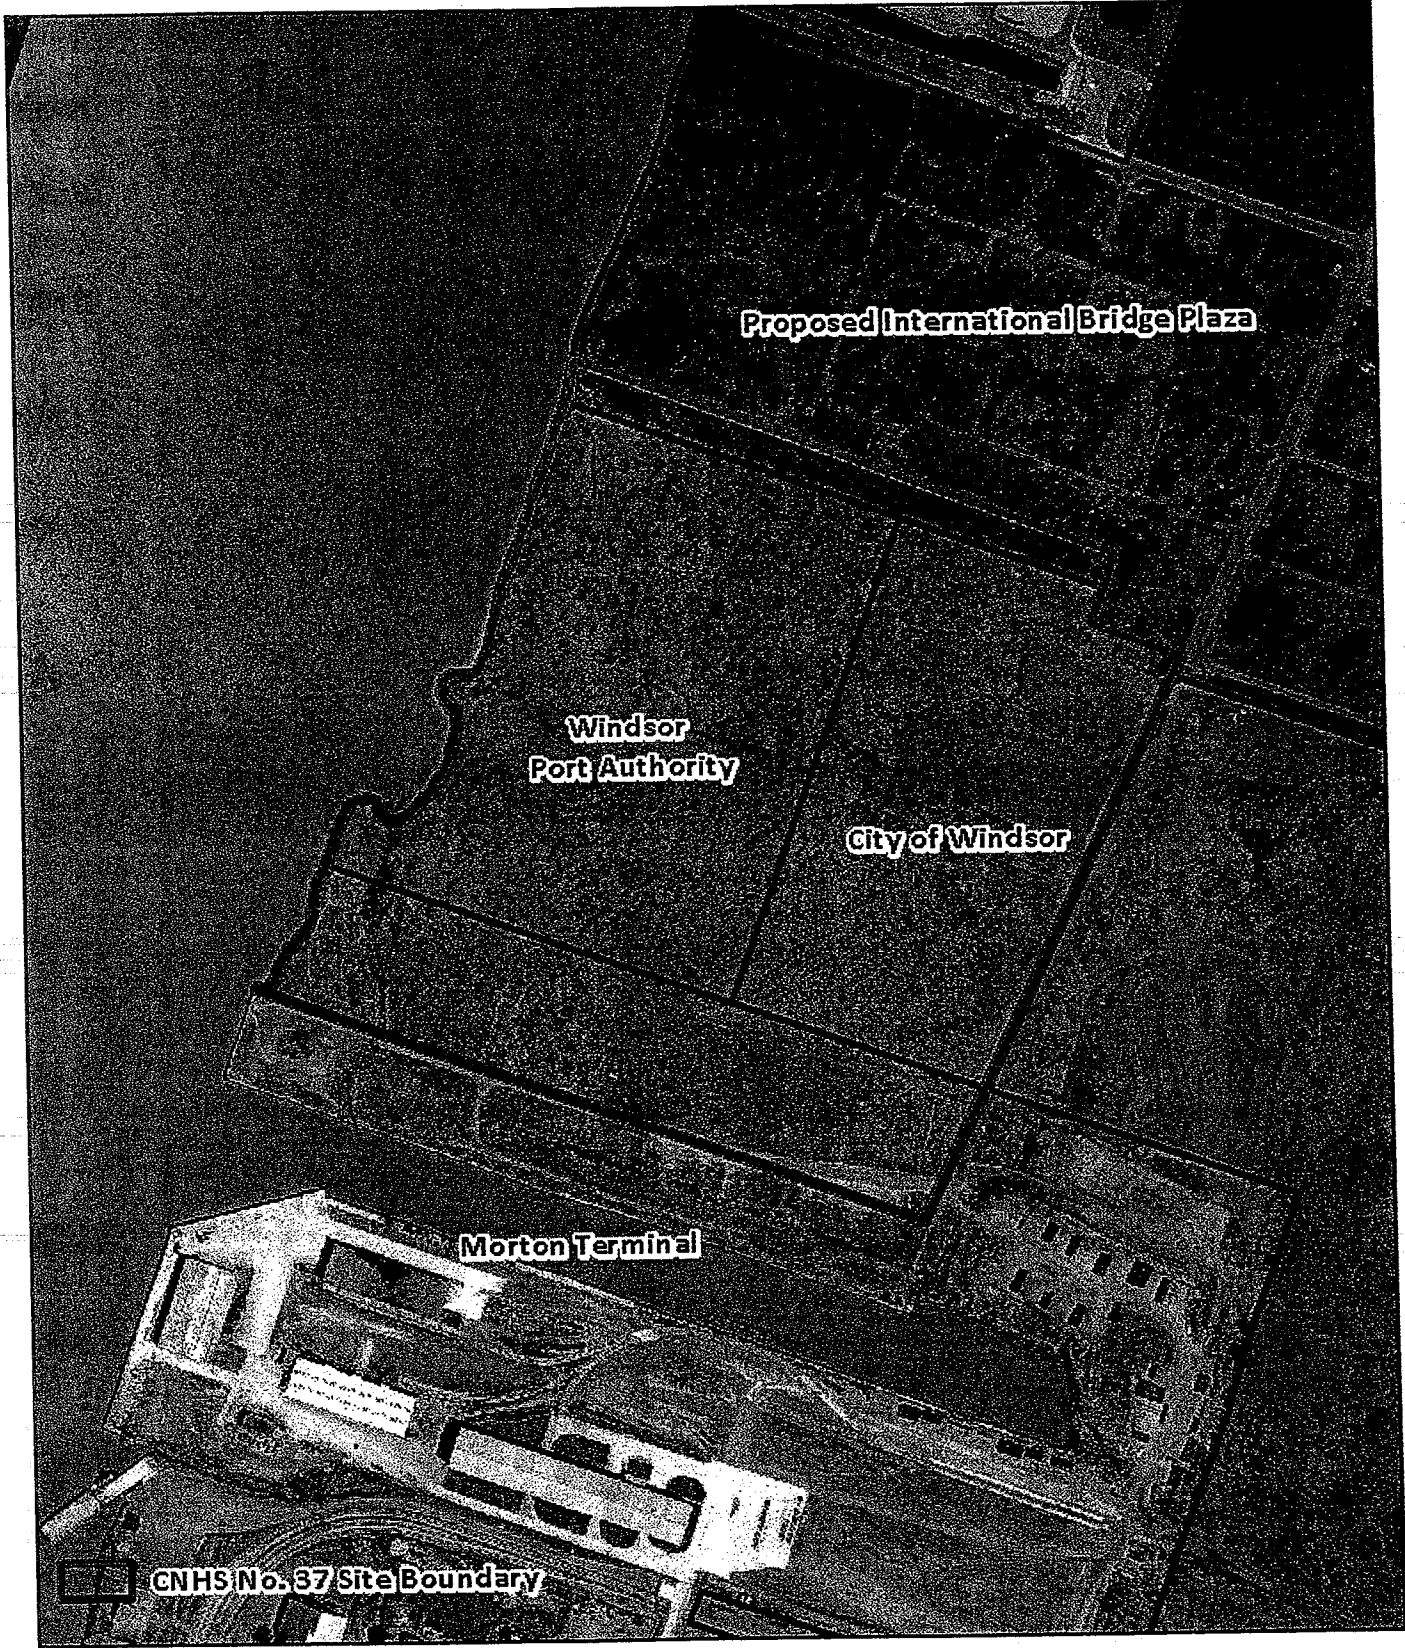 Proposed International Bridge Plaza
Windsor
Port Authority
City of Windsor
Morton Terminal
CNHS No. 37 Site Boundary